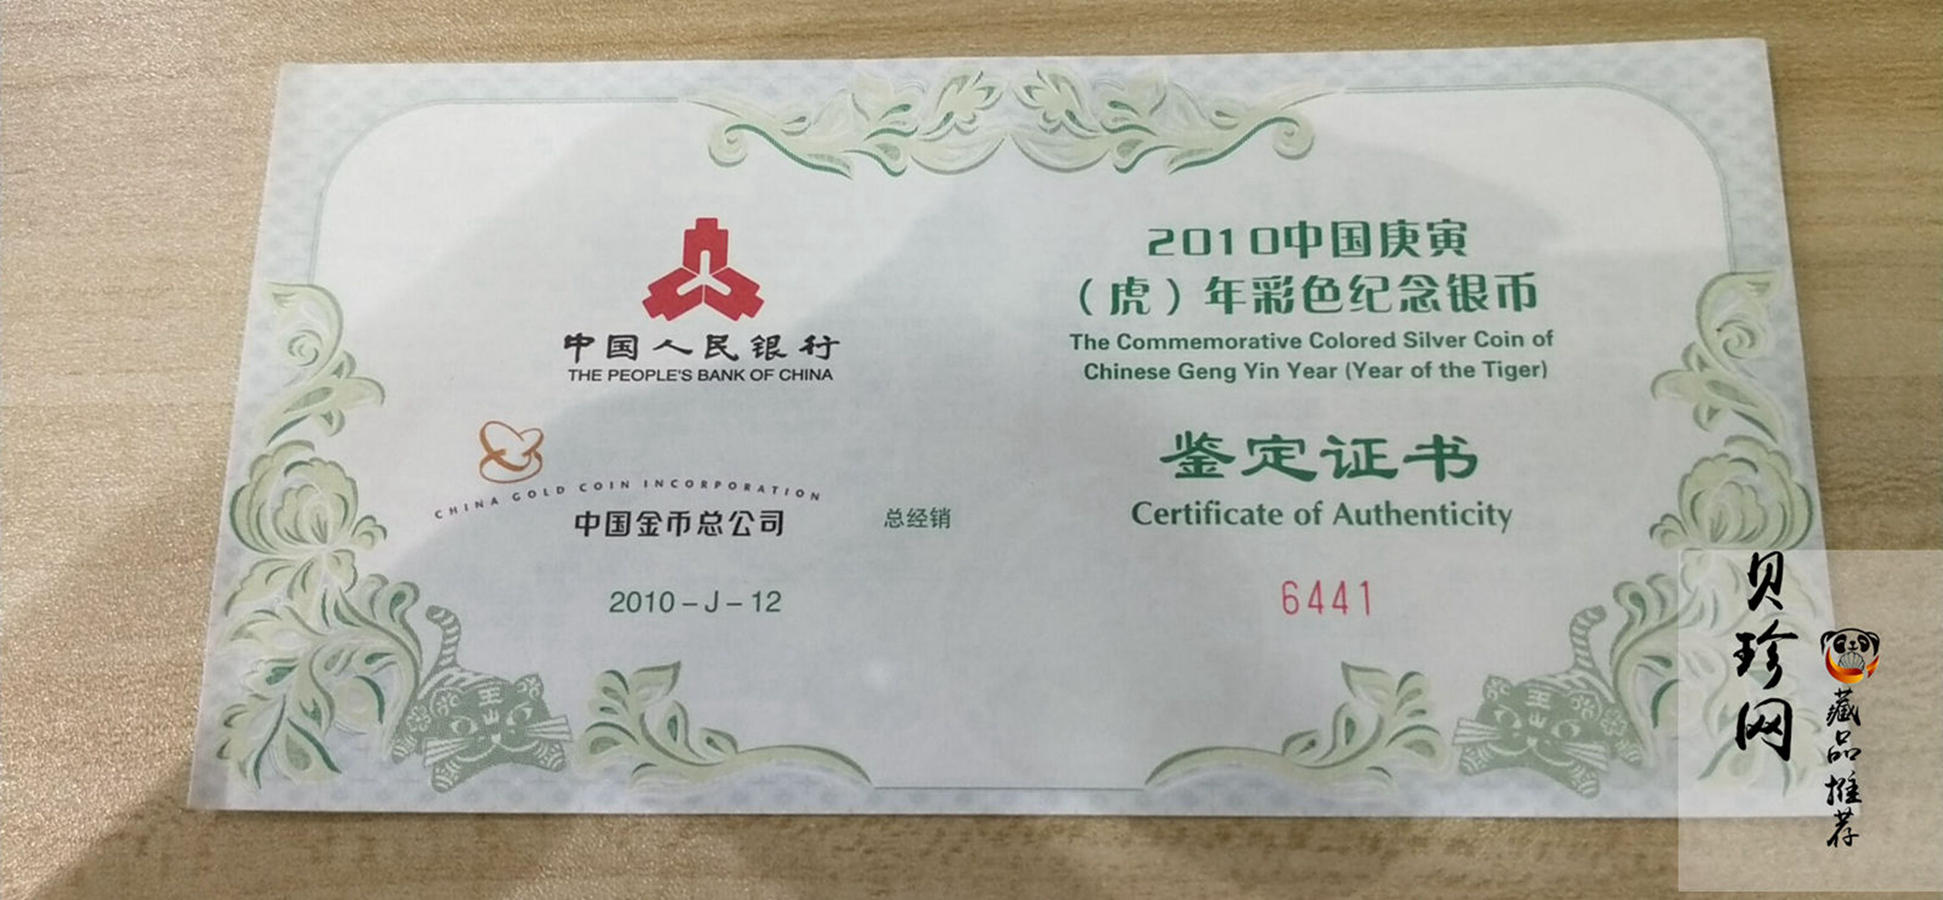 中国人民银行
THE PEOPLE'S BANK OF CHINA
CHINA GOLD COIN INCORPORATION
中国金币总公司
总经销
2010-J-12
2010中国庚寅
（虎）年彩色纪念银币
The Commemorative Colored Silver Coin of
Chinese Geng Yin Year (Year of the Tiger)
鉴定证书
Certificate of Authenticity
6441
王
王
贝珍网
藏品推荐